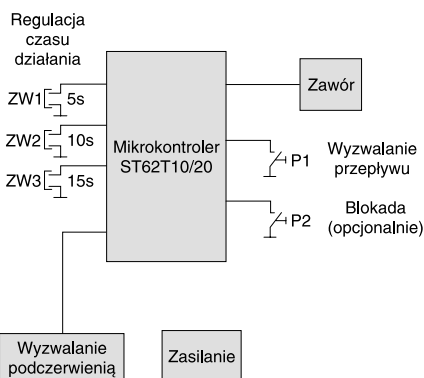 Regulacja
czasu
działania
ZW1 5s
ZW2 10s
ZW3 15s
Mikrokontroler
ST62T10/20
Zawór
P1
Wyzwalanie
przepływu
P2
Blokada
(opcjonalnie)
Wyzwalanie
podczerwienią
Zasilanie